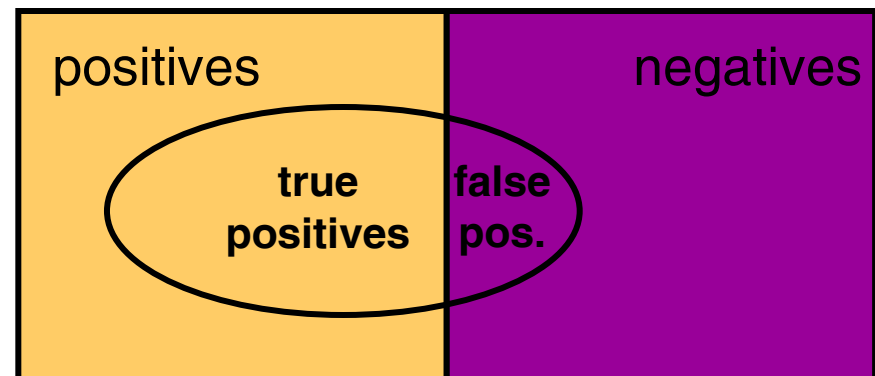 positives
negatives
true
positives
false
pos.